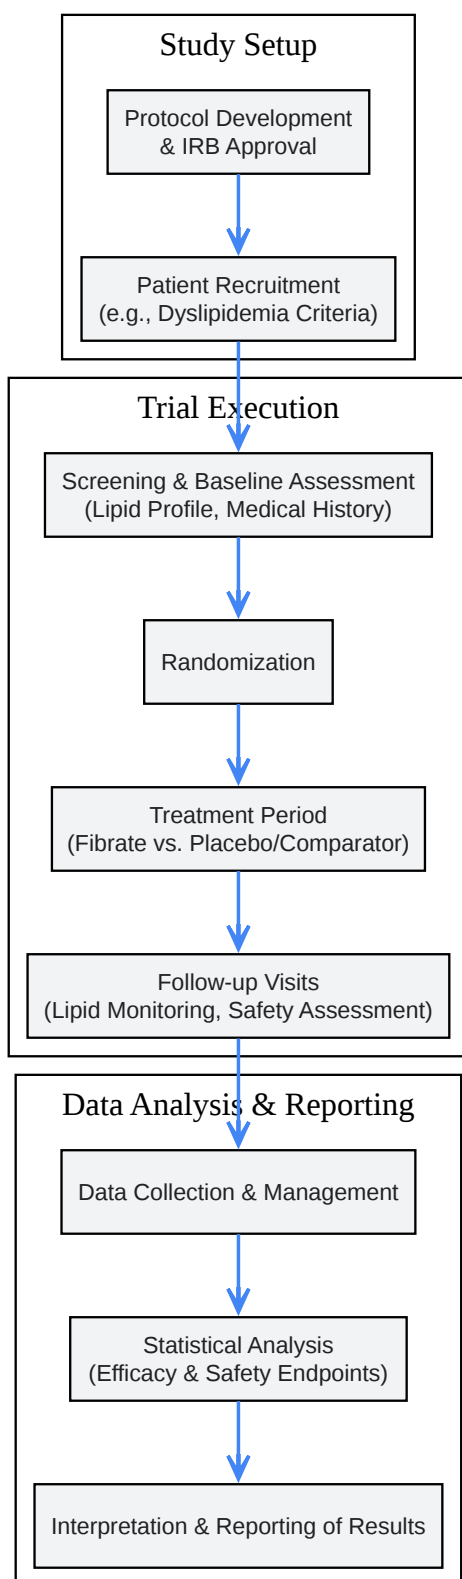 Study Setup
Protocol Development
& IRB Approval
Patient Recruitment
(e.g., Dyslipidemia Criteria)
Trial Execution
Screening & Baseline Assessment
(Lipid Profile, Medical History)
Randomization
Treatment Period
(Fibrate vs. Placebo/Comparator)
Follow-up Visits
(Lipid Monitoring, Safety Assessment)
Data Analysis & Reporting
Data Collection & Management
Statistical Analysis
(Efficacy & Safety Endpoints)
Interpretation & Reporting of Results